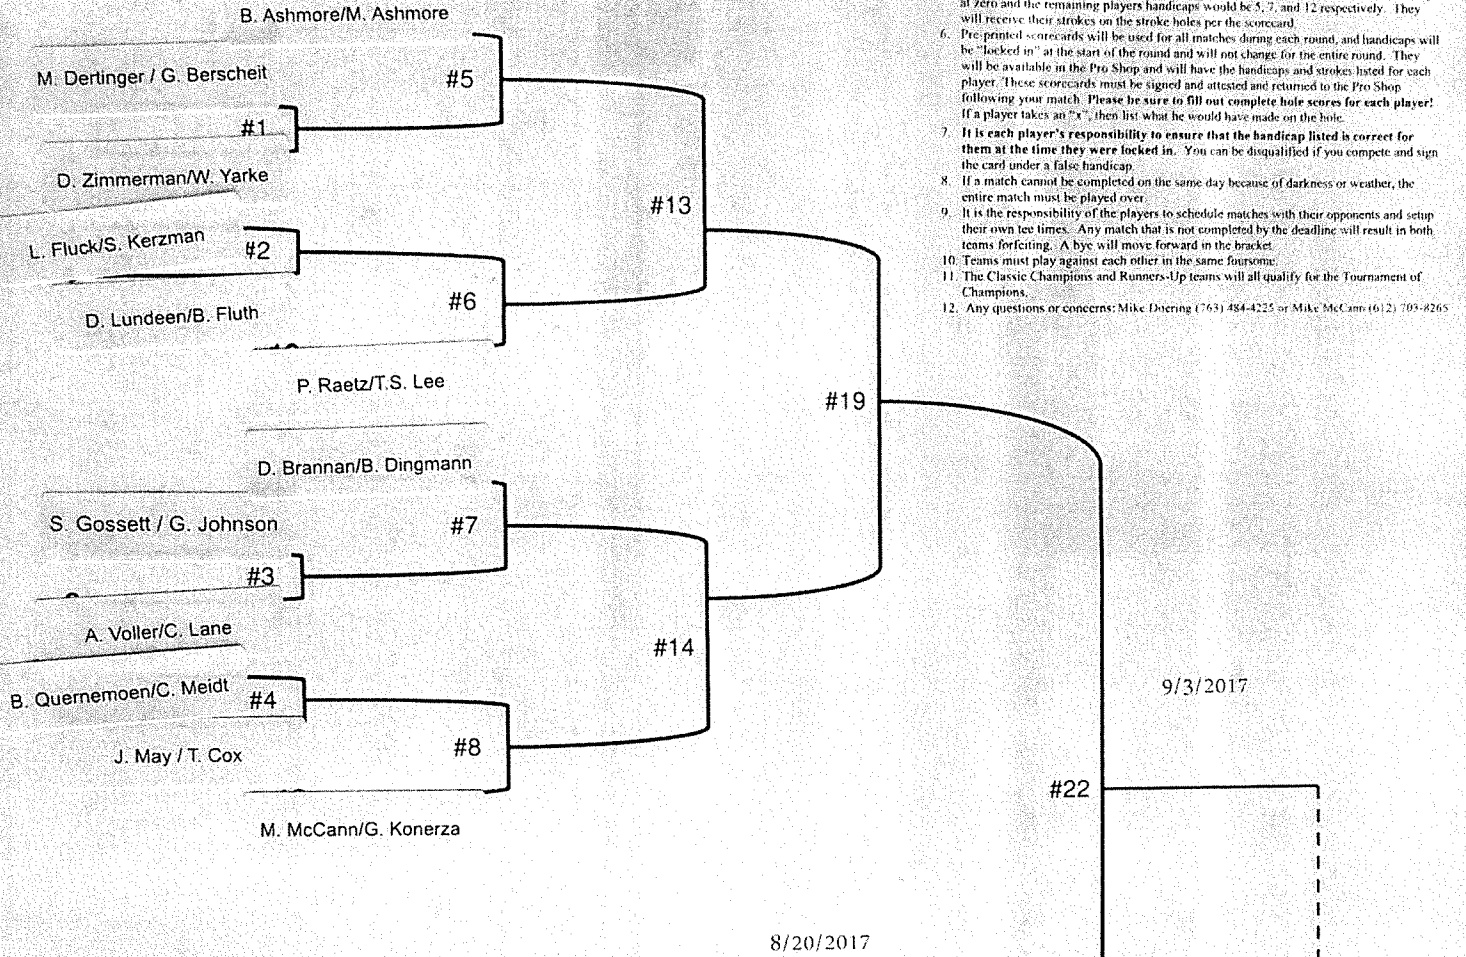 B. Ashmore/M. Ashmore
M. Dertinger / G. Berscheit
#5
#1
D. Zimmerman/W. Yarke
#13
L. Fluck/S. Kerzman
#2
#6
D. Lundeen/B. Fluth
P. Raetz/T.S. Lee
#19
D. Brannan/B. Dingmann
S. Gossett / G. Johnson
#7
#3
A. Voller/C. Lane
#14
B. Quernemoen/C. Meidt
#4
#8
J. May / T. Cox
M. McCann/G. Konerza
9/3/2017
#22
8/20/2017
at zero and the remaining players handicaps would be 5, 7, and 12 respectively. They
will receive their strokes on the stroke holes per the scorecard
6. Pre-printed scorecards will be used for all matches during each round, and handicaps will
be "locked in" at the start of the round and will not change for the entire round. They
will be available in the Pro Shop and will have the handicaps and strokes listed for each
player. These scorecards must be signed and attested and returned to the Pro Shop
following your match. Please be sure to fill out complete hole scores for each player!
If a player takes an "x", then list what he would have made on the hole.
7. It is each player's responsibility to ensure that the handicap listed is correct for
them at the time they were locked in. You can be disqualified if you compete and sign
the card under a false handicap.
8. If a match cannot be completed on the same day because of darkness or weather, the
entire match must be played over.
9. It is the responsibility of the players to schedule matches with their opponents and setup
their own tee times. Any match that is not completed by the deadline will result in both
teams forfeiting. A bye will move forward in the bracket.
10. Teams must play against each other in the same foursome.
11. The Classic Champions and Runners-Up teams will all qualify for the Tournament of
Champions.
12. Any questions or concerns: Mike Doering (763) 484-4225 or Mike McCann (612) 703-8265